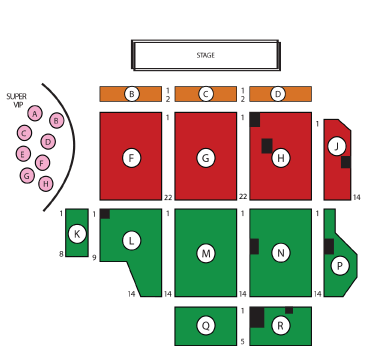 STAGE
SUPER
VIP
A
B
C
D
E
F
G
H
B 1 C 1 D
2 2
F G H 1 J
1 1
22 22 14
K 1 8
L 1 9 14
M 1 14
N 1 14
P
Q 1 5
R